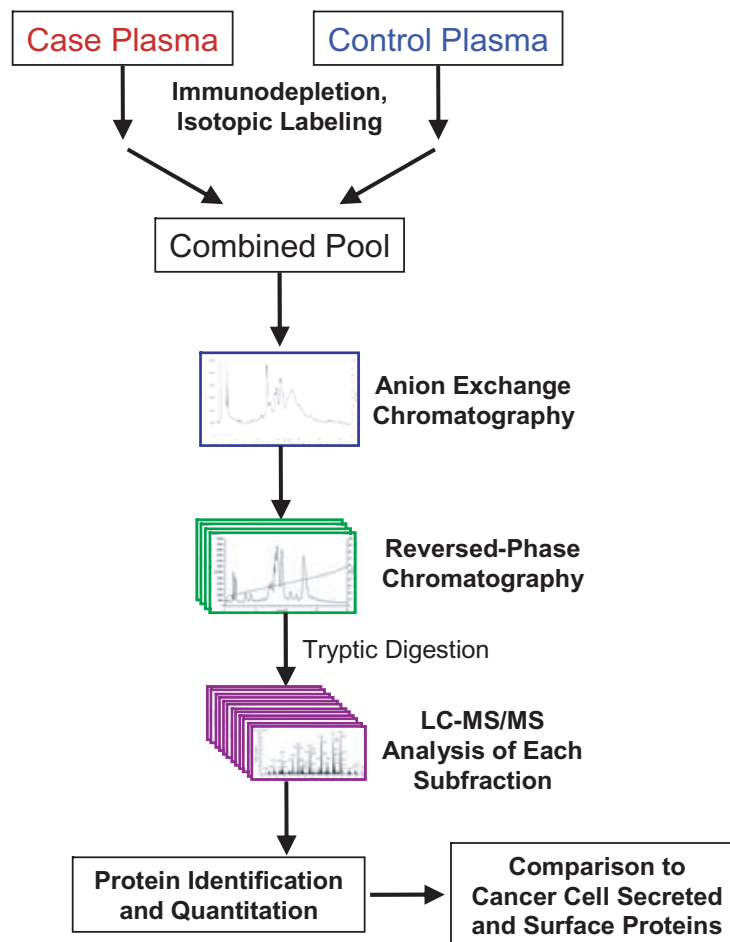 Case Plasma
Control Plasma
Immunodepletion,
Isotopic Labeling
Combined Pool
Anion Exchange
Chromatography
Reversed-Phase
Chromatography
Tryptic Digestion
LC-MS/MS
Analysis of Each
Subfraction
Protein Identification
and Quantitation
Comparison to
Cancer Cell Secreted
and Surface Proteins